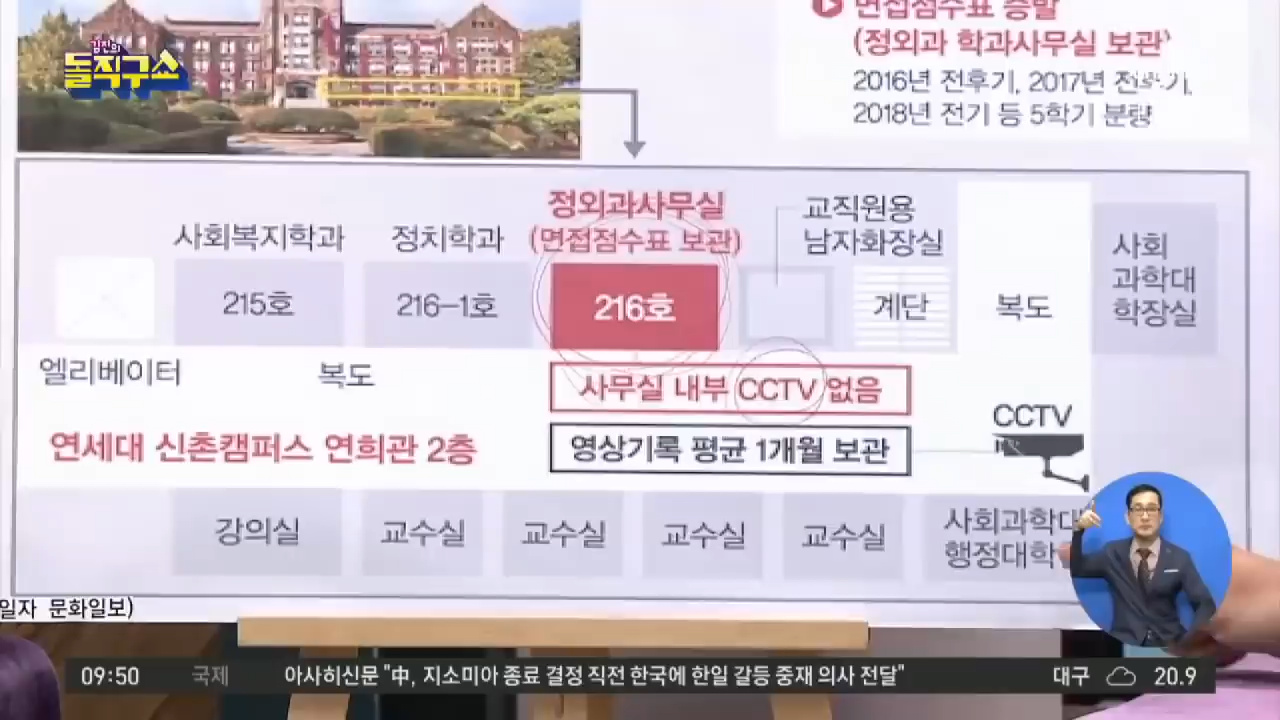 김진의
돌직구쇼
면접점수표 증발
(정외과 학과사무실 보관)
2016년 전후기, 2017년 전후기,
2018년 전기 등 5학기 분량
정외과사무실
(면접점수표 보관)
사회복지학과
정치학과
교직원용
남자화장실
사회
과학대
학장실
215호
216-1호
216호
계단
복도
엘리베이터
복도
사무실 내부 CCTV 없음
CCTV
연세대 신촌캠퍼스 연희관 2층
영상기록 평균 1개월 보관
강의실
교수실
교수실
교수실
교수실
사회과학대
행정대학
일자 문화일보)
09:50 국제 아사히신문 "中, 지소미아 종료 결정 직전 한국에 한일 갈등 중재 의사 전달" 대구 20.9